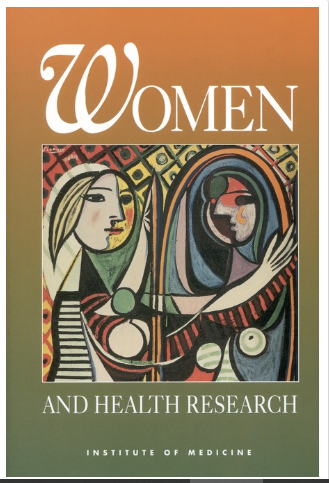 WOMEN
AND HEALTH RESEARCH
INSTITUTE OF MEDICINE